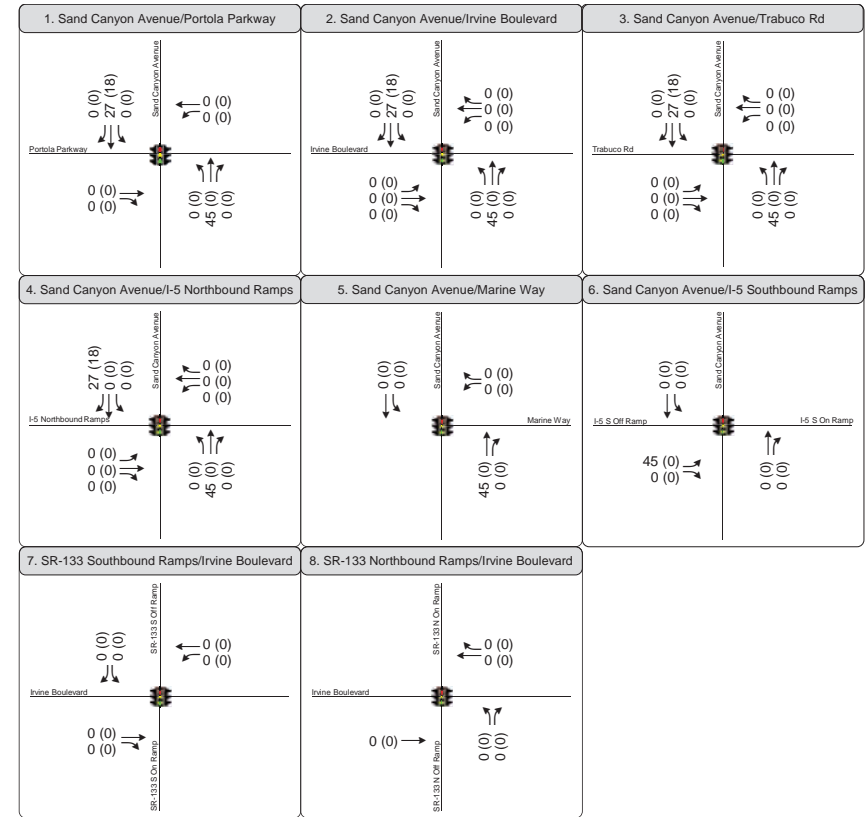 1. Sand Canyon Avenue/Portola Parkway
Sand Canyon Avenue
0 (0)
27 (18)
0 (0)
0 (0)
0 (0)
Portola Parkway
0 (0)
0 (0)
0 (0)
45 (0)
0 (0)
2. Sand Canyon Avenue/Irvine Boulevard
Sand Canyon Avenue
0 (0)
27 (18)
0 (0)
0 (0)
0 (0)
0 (0)
Irvine Boulevard
0 (0)
0 (0)
0 (0)
0 (0)
45 (0)
0 (0)
3. Sand Canyon Avenue/Trabuco Rd
Sand Canyon Avenue
0 (0)
27 (18)
0 (0)
0 (0)
0 (0)
0 (0)
Trabuco Rd
0 (0)
0 (0)
0 (0)
0 (0)
45 (0)
0 (0)
4. Sand Canyon Avenue/I-5 Northbound Ramps
Sand Canyon Avenue
27 (18)
0 (0)
0 (0)
0 (0)
0 (0)
0 (0)
I-5 Northbound Ramps
0 (0)
0 (0)
0 (0)
0 (0)
45 (0)
0 (0)
5. Sand Canyon Avenue/Marine Way
Sand Canyon Avenue
0 (0)
0 (0)
0 (0)
0 (0)
Marine Way
45 (0)
0 (0)
6. Sand Canyon Avenue/I-5 Southbound Ramps
Sand Canyon Avenue
0 (0)
0 (0)
I-5 S Off Ramp
I-5 S On Ramp
45 (0)
0 (0)
0 (0)
0 (0)
7. SR-133 Southbound Ramps/Irvine Boulevard
SR-133 S Off Ramp
0 (0)
0 (0)
0 (0)
0 (0)
Irvine Boulevard
0 (0)
0 (0)
SR-133 S On Ramp
8. SR-133 Northbound Ramps/Irvine Boulevard
SR-133 N On Ramp
0 (0)
0 (0)
Irvine Boulevard
0 (0)
0 (0)
0 (0)
SR-133 N Off Ramp